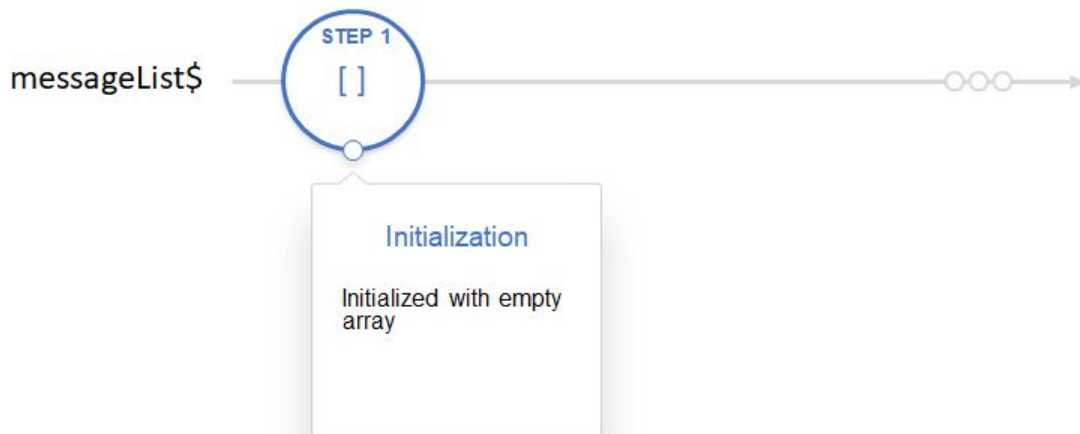 STEP 1
messageList$
[ ]
Initialization
Initialized with empty
array